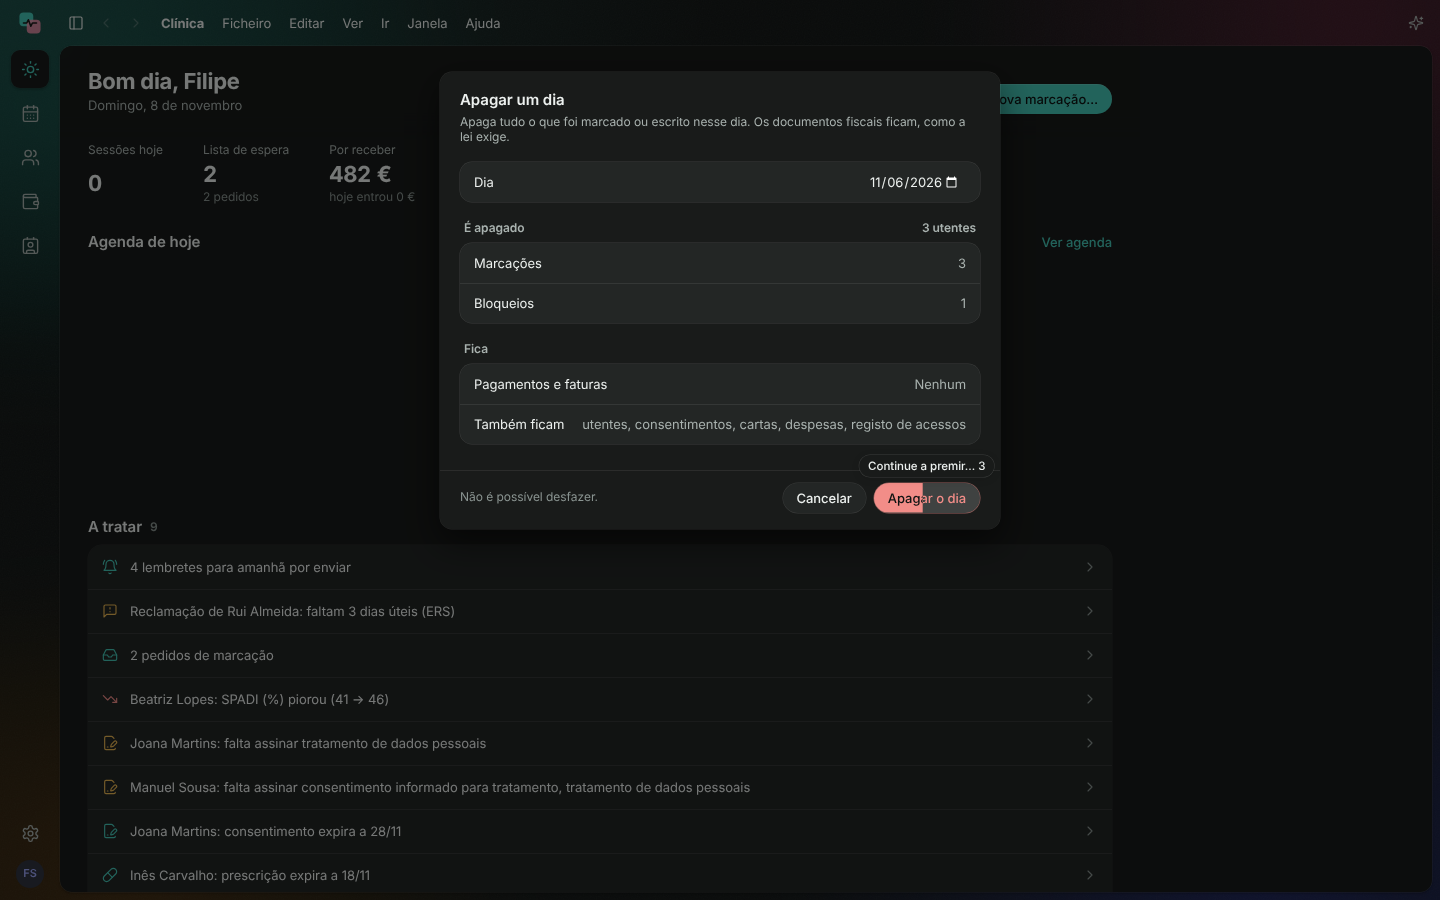 Clínica Ficheiro Editar Ver Ir Janela Ajuda
Bom dia, Filipe
Domingo, 8 de novembro
ova marcação...
Sessões hoje
0
Lista de espera
2
2 pedidos
Por receber
482 €
hoje entrou 0 €
Agenda de hoje
Ver agenda
Apagar um dia
Apaga tudo o que foi marcado ou escrito nesse dia. Os documentos fiscais ficam, como a
lei exige.
Dia 11/06/2026
É apagado 3 utentes
Marcações 3
Bloqueios 1
Fica
Pagamentos e faturas Nenhum
Também ficam utentes, consentimentos, cartas, despesas, registo de acessos
Continue a premir... 3
Não é possível desfazer.
Cancelar
Apagar o dia
A tratar 9
4 lembretes para amanhã por enviar
Reclamação de Rui Almeida: faltam 3 dias úteis (ERS)
2 pedidos de marcação
Beatriz Lopes: SPADI (%) piorou (41 → 46)
Joana Martins: falta assinar tratamento de dados pessoais
Manuel Sousa: falta assinar consentimento informado para tratamento, tratamento de dados pessoais
Joana Martins: consentimento expira a 28/11
Inês Carvalho: prescrição expira a 18/11
FS